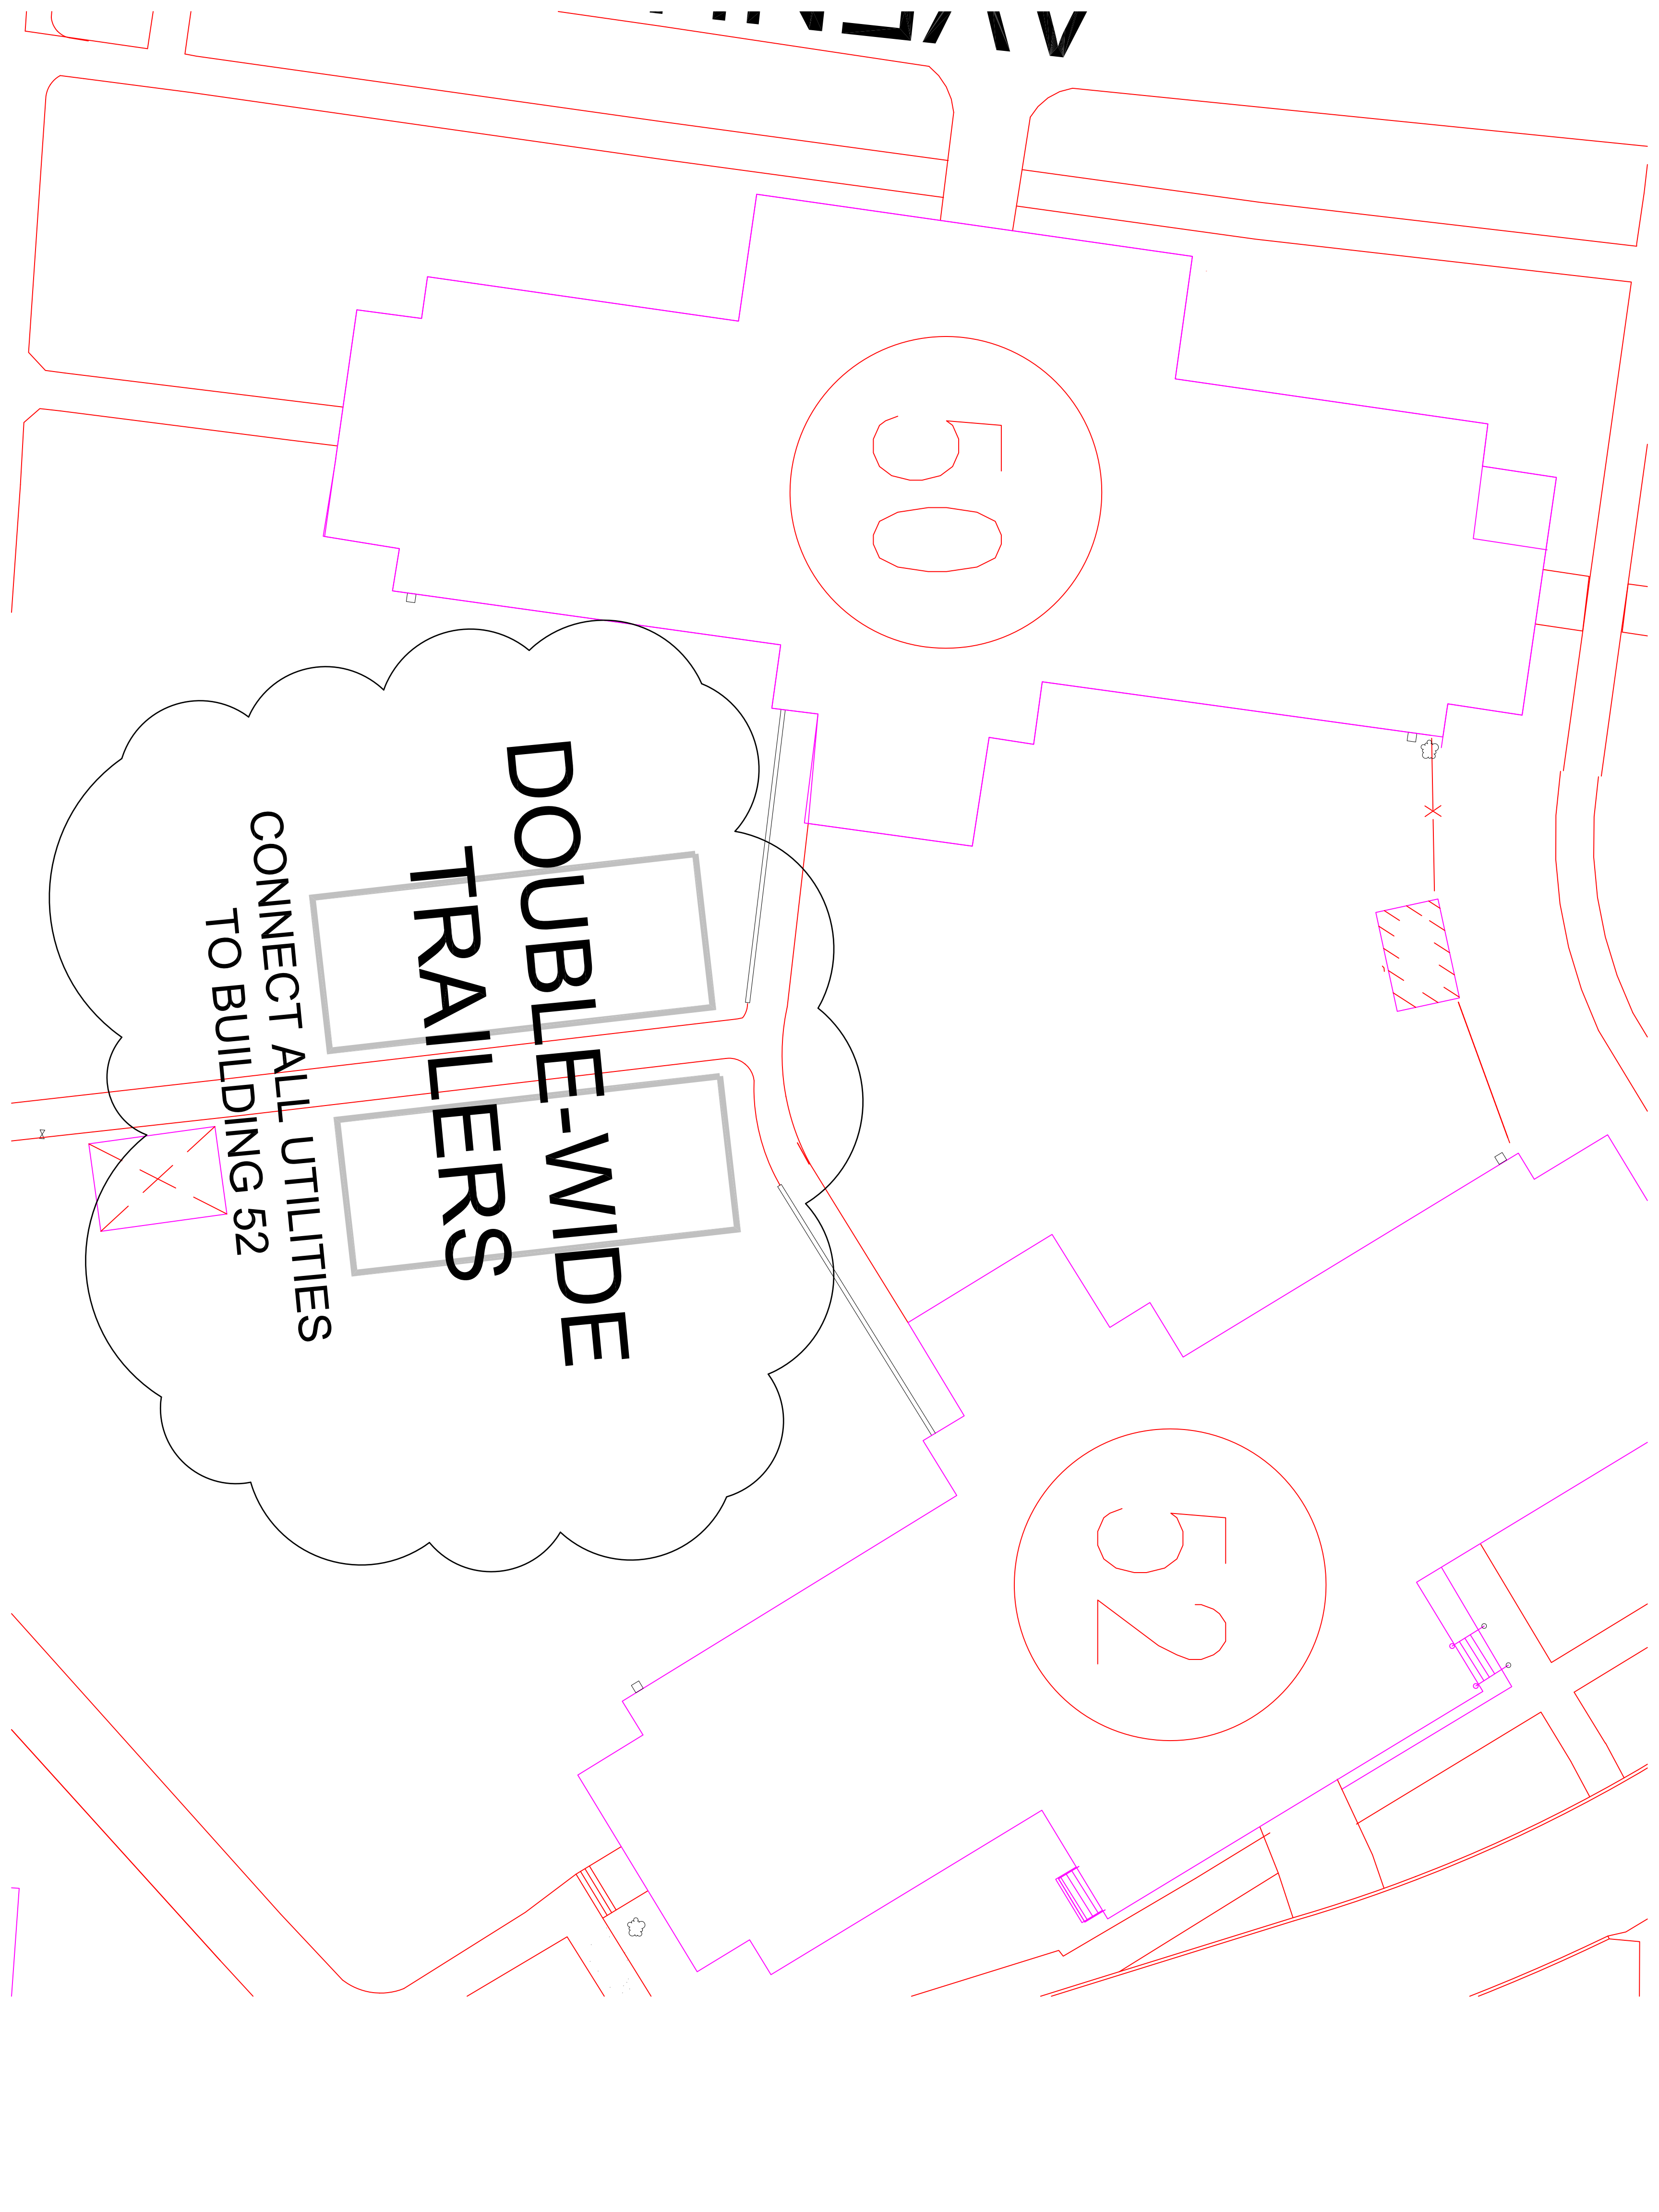 50
DOUBLE-WIDE
TRAILERS
CONNECT ALL UTILITIES
TO BUILDING 52
52